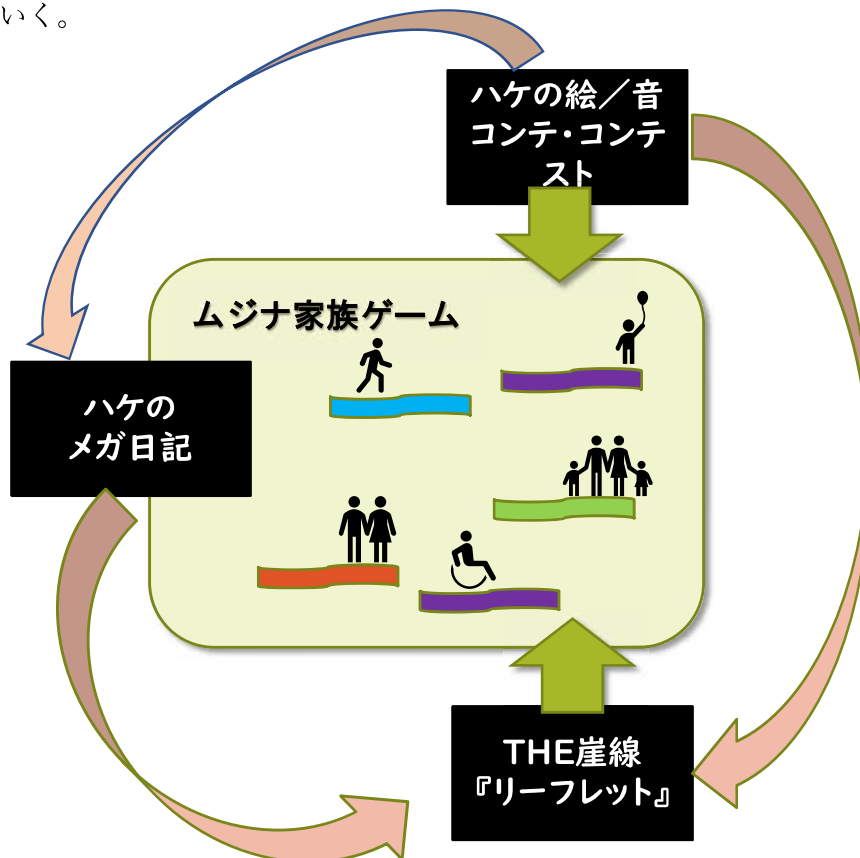 いく。
ハケの絵／音
コンテ・コンテ
スト
ムジナ家族ゲーム
ハケの
メガ日記
THE崖線
『リーフレット』